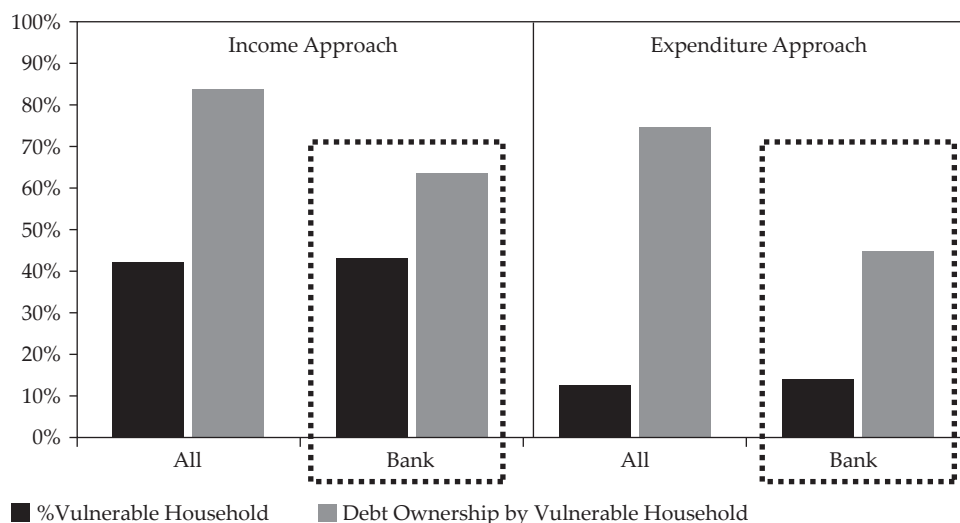 100%
90%
80%
70%
60%
50%
40%
30%
20%
10%
0%
Income Approach
Expenditure Approach
All
Bank
All
Bank
%Vulnerable Household
Debt Ownership by Vulnerable Household